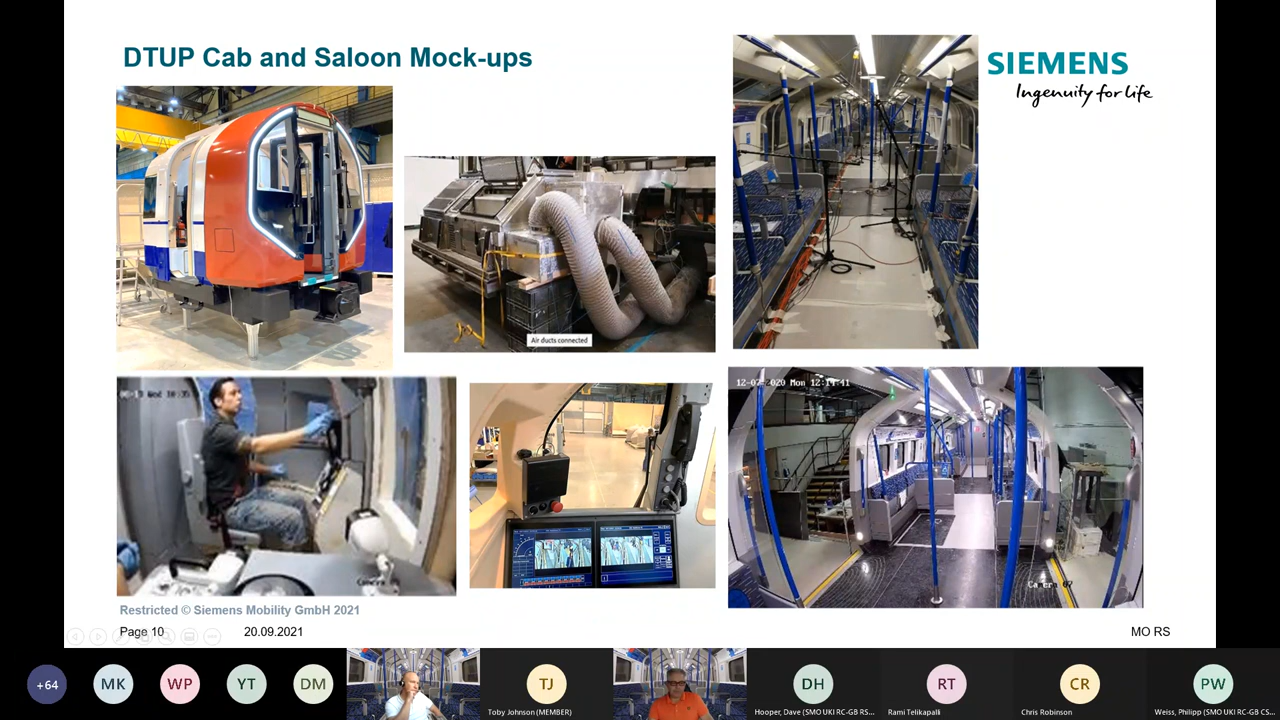 DTUP Cab and Saloon Mock-ups
SIEMENS
Ingenuity for life
Air ducts connected
12-07- 020 Mon 12:14:41
Restricted © Siemens Mobility GmbH 2021
Page 10
20.09.2021
MO RS
+64
MK
WP
YT
DM
TJ
Toby Johnson (MEMBER)
DH
Hooper, Dave (SMO UKI RC-GB RS...
RT
Rami Telikapalli
CR
Chris Robinson
PW
Weiss, Philipp (SMO UKI RC-GB CS...